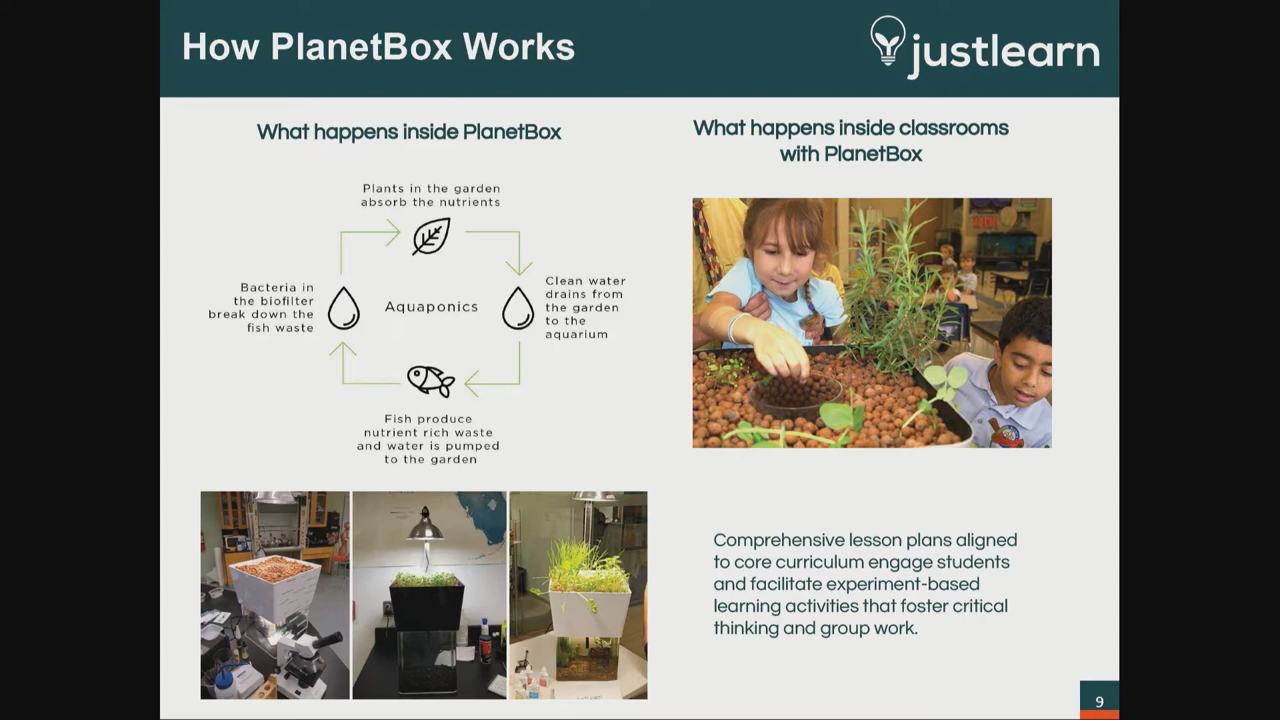 How PlanetBox Works
justlearn
What happens inside PlanetBox
Plants in the garden
absorb the nutrients
Bacteria in
the biofilter
break down the
fish waste
Aquaponics
Clean water
drains from
the garden
to the
aquarium
Fish produce
nutrient rich waste
and water is pumped
to the garden
What happens inside classrooms
with PlanetBox
Comprehensive lesson plans aligned
to core curriculum engage students
and facilitate experiment-based
learning activities that foster critical
thinking and group work.
9